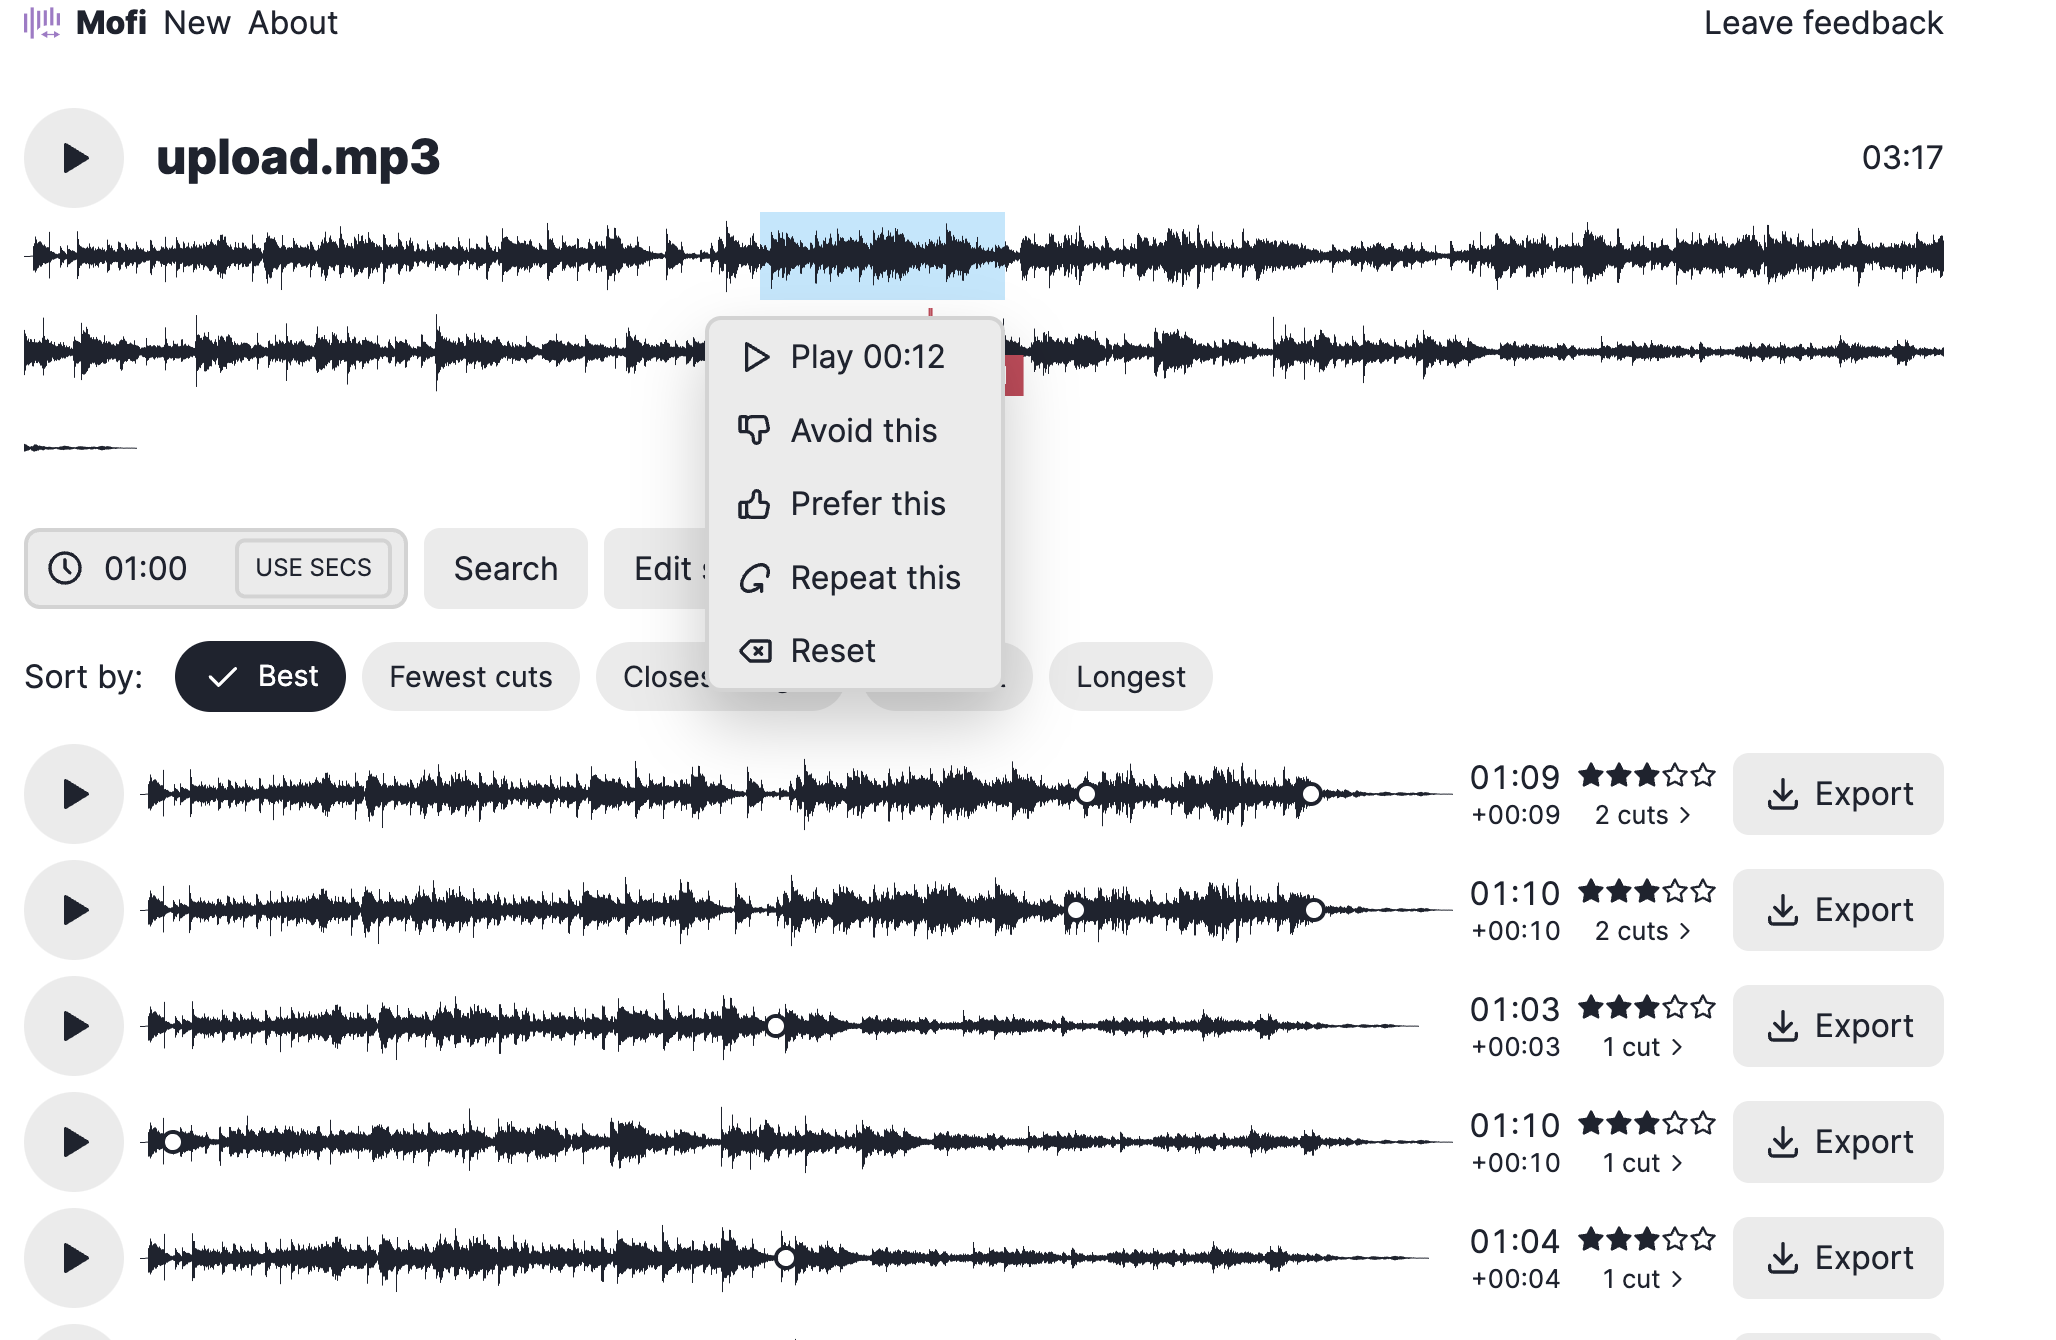 Mofi New About Leave feedback
upload.mp3 03:17
Play 00:12
Avoid this
Prefer this
Repeat this
Reset
01:00 USE SECS Search Edit
Sort by: Best Fewest cuts Longest
01:09 Export
+00:09 2 cuts
01:10 Export
+00:10 2 cuts
01:03 Export
+00:03 1 cut
01:10 Export
+00:10 1 cut
01:04 Export
+00:04 1 cut